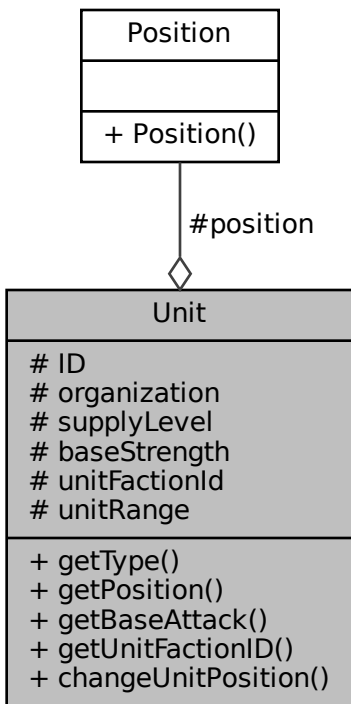 Position
+ Position()
#position
Unit
# ID
# organization
# supplyLevel
# baseStrength
# unitFactionId
# unitRange
+ getType()
+ getPosition()
+ getBaseAttack()
+ getUnitFactionID()
+ changeUnitPosition()